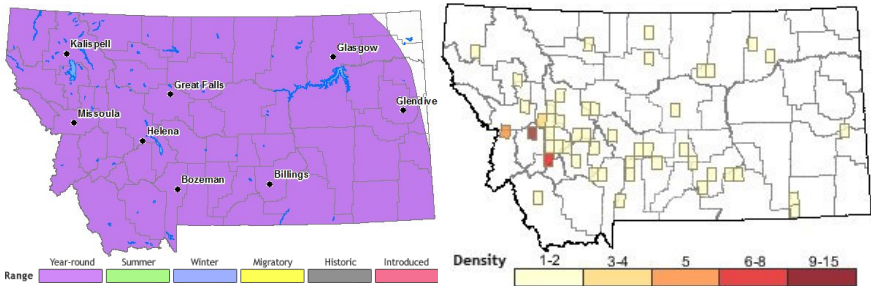 Kalispell
Glasgow
Great Falls
Glendive
Missoula
Helena
Bozeman
Billings
Year-round Summer Winter Migratory Historic Introduced
Range
Density 1-2 3-4 5 6-8 9-15